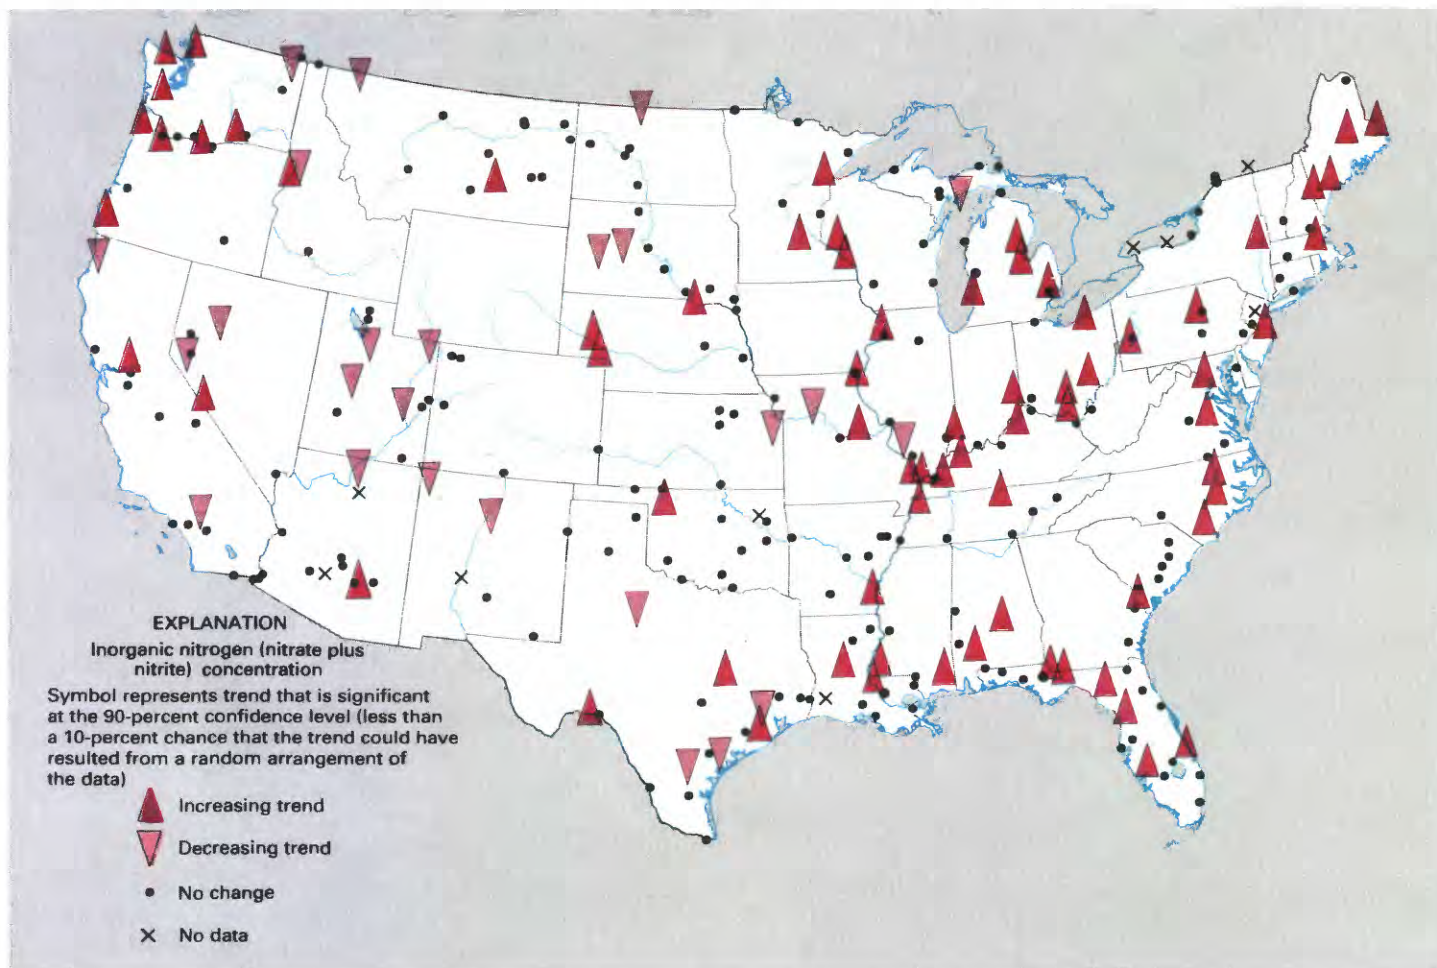 EXPLANATION
Inorganic nitrogen (nitrate plus
nitrite) concentration
Symbol represents trend that is significant
at the 90-percent confidence level (less than
a 10-percent chance that the trend could have
resulted from a random arrangement of
the data)
Increasing trend
Decreasing trend
No change
No data